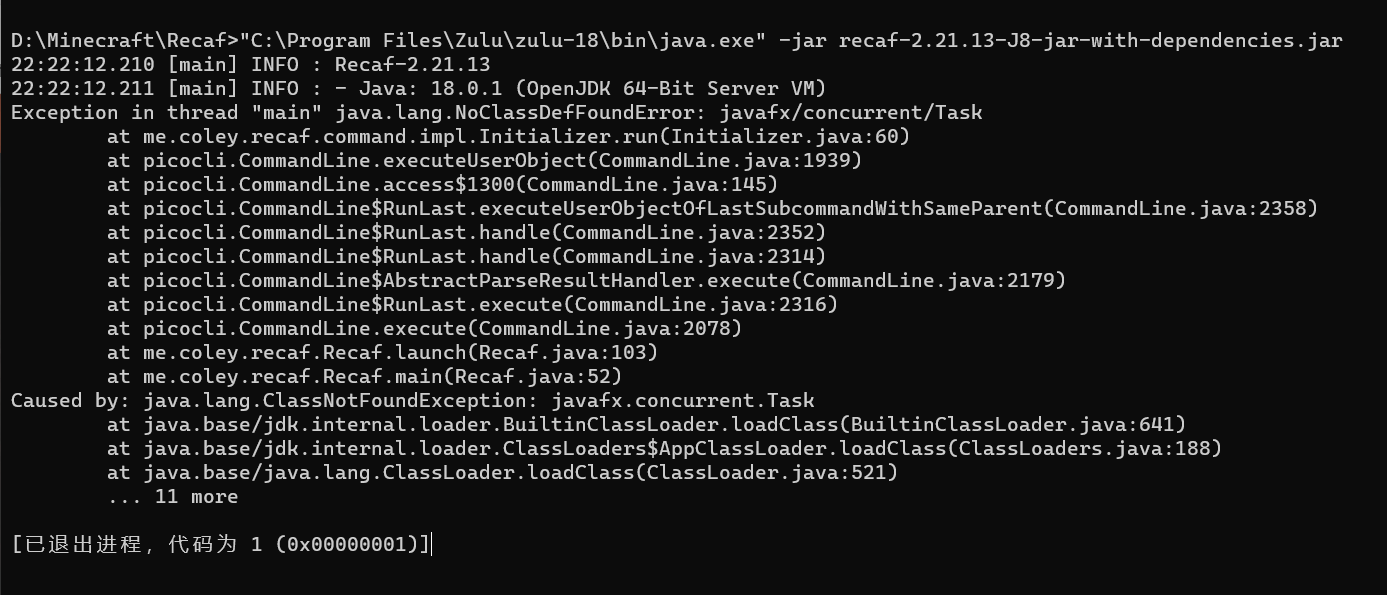 D:\Minecraft\Recaf>"C:\Program Files\Zulu\zulu-18\bin\java.exe" -jar recaf-2.21.13-J8-jar-with-dependencies.jar
22:22:12.210 [main] INFO : Recaf-2.21.13
22:22:12.211 [main] INFO : - Java: 18.0.1 (OpenJDK 64-Bit Server VM)
Exception in thread "main" java.lang.NoClassDefFoundError: javafx/concurrent/Task
        at me.coley.recaf.command.impl.Initializer.run(Initializer.java:60)
        at picocli.CommandLine.executeUserObject(CommandLine.java:1939)
        at picocli.CommandLine.access$1300(CommandLine.java:145)
        at picocli.CommandLine$RunLast.executeUserObjectOfLastSubcommandWithSameParent(CommandLine.java:2358)
        at picocli.CommandLine$RunLast.handle(CommandLine.java:2352)
        at picocli.CommandLine$RunLast.handle(CommandLine.java:2314)
        at picocli.CommandLine$AbstractParseResultHandler.execute(CommandLine.java:2179)
        at picocli.CommandLine$RunLast.execute(CommandLine.java:2316)
        at picocli.CommandLine.execute(CommandLine.java:2078)
        at me.coley.recaf.Recaf.launch(Recaf.java:103)
        at me.coley.recaf.Recaf.main(Recaf.java:52)
Caused by: java.lang.ClassNotFoundException: javafx.concurrent.Task
        at java.base/jdk.internal.loader.BuiltinClassLoader.loadClass(BuiltinClassLoader.java:641)
        at java.base/jdk.internal.loader.ClassLoaders$AppClassLoader.loadClass(ClassLoaders.java:188)
        at java.base/java.lang.ClassLoader.loadClass(ClassLoader.java:521)
        ... 11 more
[已退出进程，代码为 1 (0x00000001)]